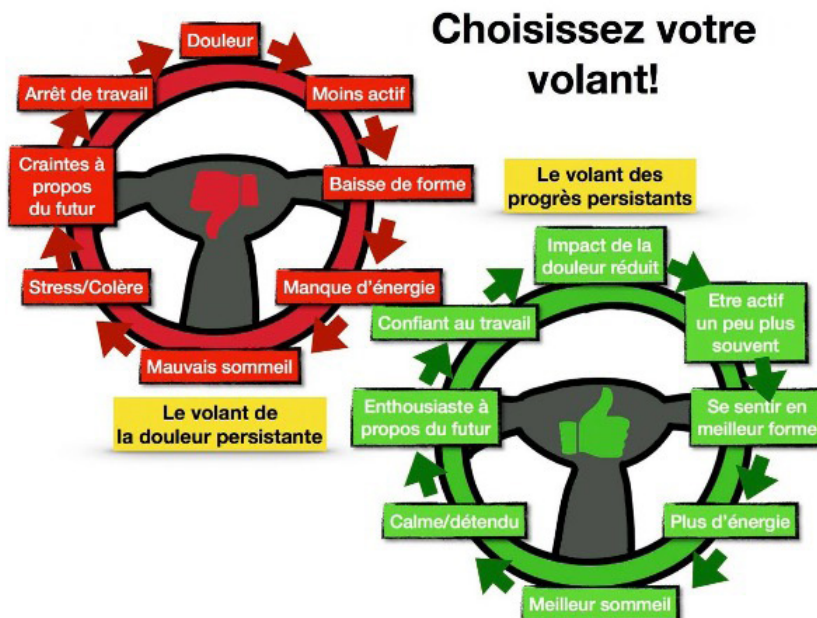 Choisissez votre
volant!
Douleur
Moins actif
Baisse de forme
Manque d'énergie
Mauvais sommeil
Stress/Colère
Craintes à
propos
du futur
Arrêt de travail
Le volant de
la douleur persistante
Le volant des
progrès persistants
Impact de la
douleur réduit
Etre actif
un peu plus
souvent
Se sentir en
meilleur forme
Plus d'énergie
Meilleur sommeil
Calme/détendu
Enthousiaste à
propos du futur
Confiant au travail